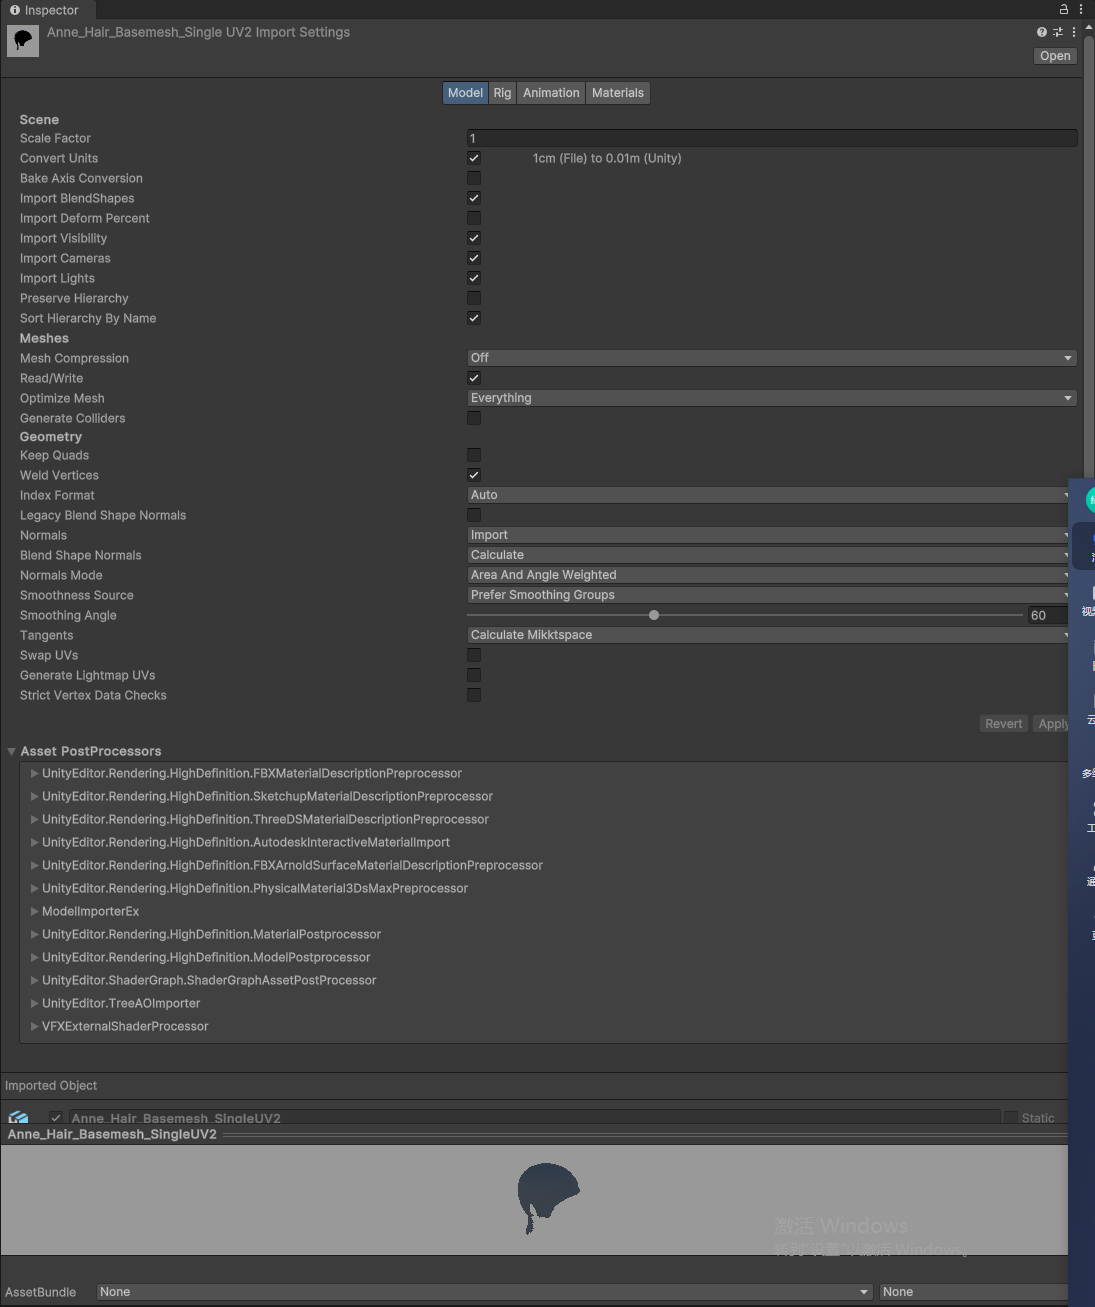 Inspector
Anne_Hair_Basemesh_Single UV2 Import Settings
Open
Model Rig Animation Materials
Scene
Scale Factor 1
Convert Units 1cm (File) to 0.01m (Unity)
Bake Axis Conversion
Import BlendShapes
Import Deform Percent
Import Visibility
Import Cameras
Import Lights
Preserve Hierarchy
Sort Hierarchy By Name
Meshes
Mesh Compression Off
Read/Write
Optimize Mesh Everything
Generate Colliders
Geometry
Keep Quads
Weld Vertices
Index Format Auto
Legacy Blend Shape Normals
Normals Import
Blend Shape Normals Calculate
Normals Mode Area And Angle Weighted
Smoothness Source Prefer Smoothing Groups
Smoothing Angle 60
Tangents Calculate Mikktspace
Swap UVs
Generate Lightmap UVs
Strict Vertex Data Checks
Revert Apply
Asset PostProcessors
UnityEditor.Rendering.HighDefinition.FBXMaterialDescriptionPreprocessor
UnityEditor.Rendering.HighDefinition.SketchupMaterialDescriptionPreprocessor
UnityEditor.Rendering.HighDefinition.ThreeDSMaterialDescriptionPreprocessor
UnityEditor.Rendering.HighDefinition.AutodeskInteractiveMaterialImport
UnityEditor.Rendering.HighDefinition.FBXArnoldSurfaceMaterialDescriptionPreprocessor
UnityEditor.Rendering.HighDefinition.PhysicalMaterial3DsMaxPreprocessor
ModelImporterEx
UnityEditor.Rendering.HighDefinition.MaterialPostprocessor
UnityEditor.Rendering.HighDefinition.ModelPostprocessor
UnityEditor.ShaderGraph.ShaderGraphAssetPostProcessor
UnityEditor.TreeAOImporter
VFXExternalShaderProcessor
Imported Object
Anne_Hair_Basemesh_SingleUV2 Static
Anne_Hair_Basemesh_SingleUV2
激活 Windows
转到"设置"以激活 Windows。
AssetBundle None None